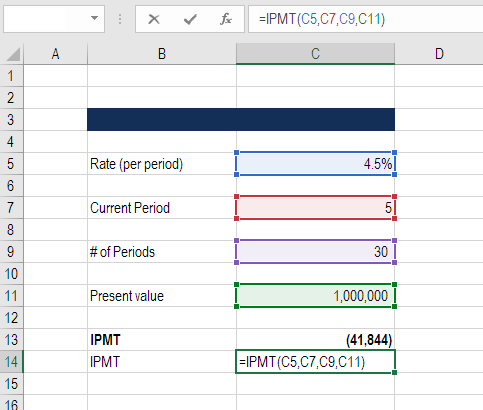 fx =IPMT(C5,C7,C9,C11)
A B C D
1
2
3
4
5 Rate (per period) 4.5%
6
7 Current Period 5
8
9 # of Periods 30
10
11 Present value 1,000,000
12
13 IPMT (41,844)
14 IPMT =IPMT(C5,C7,C9,C11)
15
16